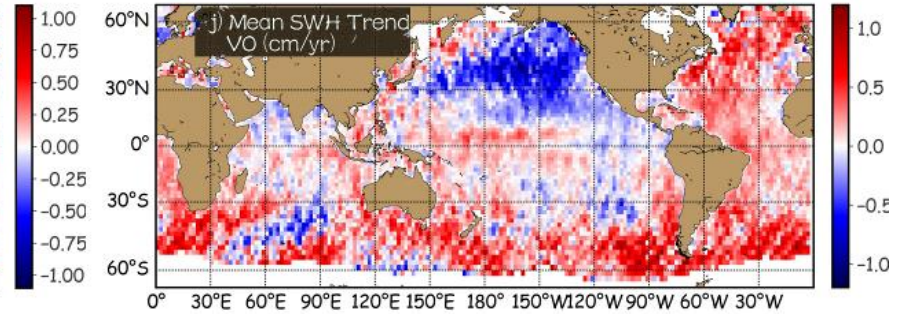 j) Mean SWH Trend
VO (cm/yr)
1.00
0.75
0.50
0.25
0.00
−0.25
−0.50
−0.75
−1.00
60°N
30°N
0°
30°S
60°S
0° 30°E 60°E 90°E 120°E 150°E 180° 150°W 120°W 90°W 60°W 30°W
1.0
0.5
0.0
−0.5
−1.0